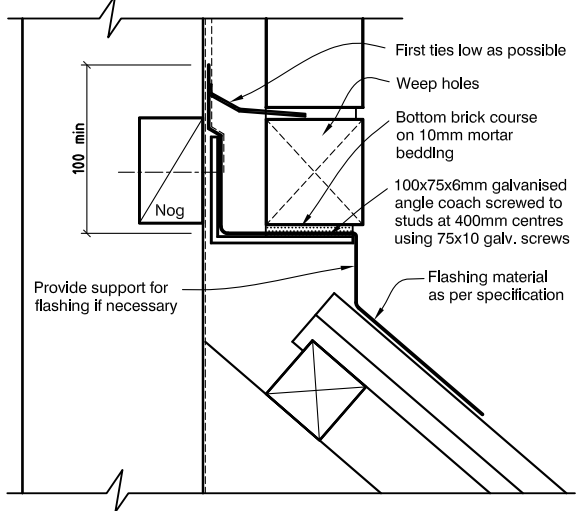 First ties low as possible
Weep holes
Bottom brick course
on 10mm mortar
bedding
100x75x6mm galvanised
angle coach screwed to
studs at 400mm centres
using 75x10 galv. screws
Flashing material
as per specification
100 min
Nog
Provide support for
flashing if necessary